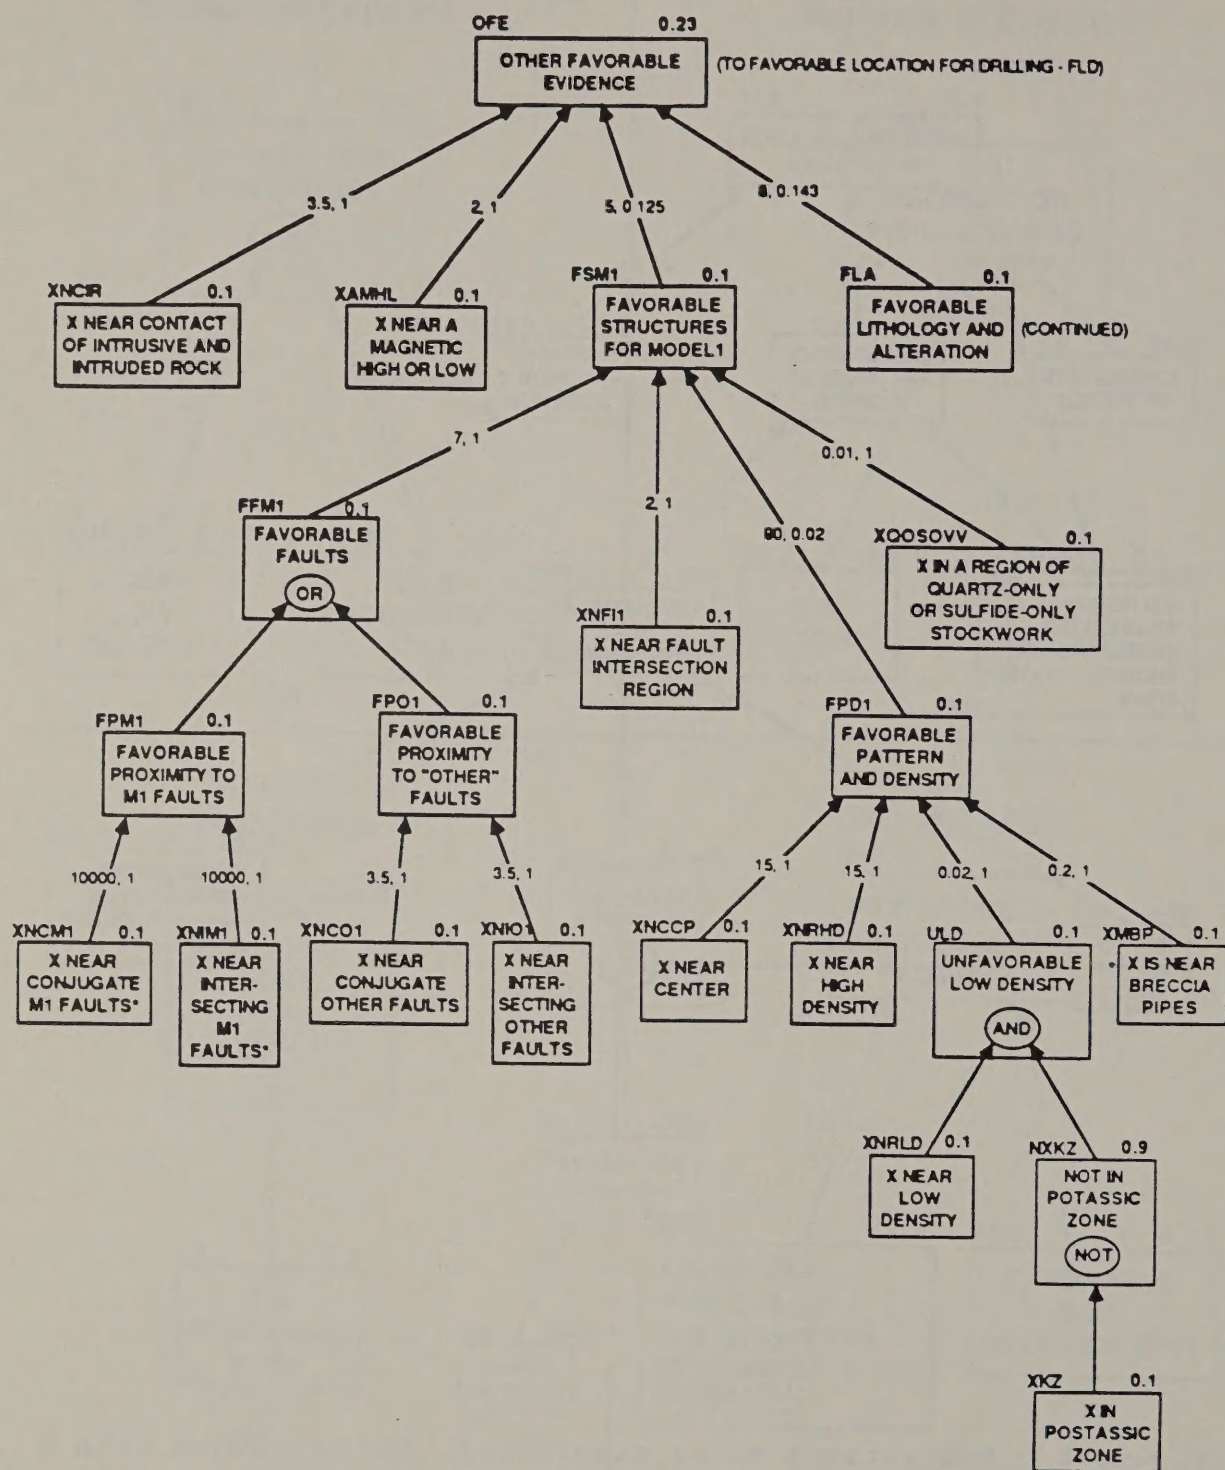 OFE 0.23
OTHER FAVORABLE
EVIDENCE
(TO FAVORABLE LOCATION FOR DRILLING - FLD)
3.5, 1
2, 1
5, 0.125
8, 0.143
XNCIR 0.1
X NEAR CONTACT
OF INTRUSIVE AND
INTRUDED ROCK
XAMHL 0.1
X NEAR A
MAGNETIC
HIGH OR LOW
FSM1 0.1
FAVORABLE
STRUCTURES
FOR MODEL1
FLA 0.1
FAVORABLE
LITHOLOGY AND
ALTERATION
(CONTINUED)
7, 1
2, 1
90, 0.02
0.01, 1
FFM1 0.1
FAVORABLE
FAULTS
OR
XNFI1 0.1
X NEAR FAULT
INTERSECTION
REGION
XQOSOVV 0.1
X IN A REGION OF
QUARTZ-ONLY
OR SULFIDE-ONLY
STOCKWORK
FPM1 0.1
FAVORABLE
PROXIMITY TO
M1 FAULTS
FPO1 0.1
FAVORABLE
PROXIMITY
TO "OTHER"
FAULTS
FPD1 0.1
FAVORABLE
PATTERN
AND DENSITY
10000, 1
10000, 1
3.5, 1
3.5, 1
15, 1
15, 1
0.02, 1
0.2, 1
XNCM1 0.1
X NEAR
CONJUGATE
M1 FAULTS*
XNIM1 0.1
X NEAR
INTER-
SECTING
M1
FAULTS*
XNCO1 0.1
X NEAR
CONJUGATE
OTHER FAULTS
XNIO1 0.1
X NEAR
INTER-
SECTING
OTHER
FAULTS
XNCCP 0.1
X NEAR
CENTER
XNRHD 0.1
X NEAR
HIGH
DENSITY
ULD 0.1
UNFAVORABLE
LOW DENSITY
AND
XMBP 0.1
X IS NEAR
BRECCIA
PIPES
XNRLD 0.1
X NEAR
LOW
DENSITY
NXKZ 0.9
NOT IN
POTASSIC
ZONE
NOT
XKZ 0.1
X IN
POSTASSIC
ZONE